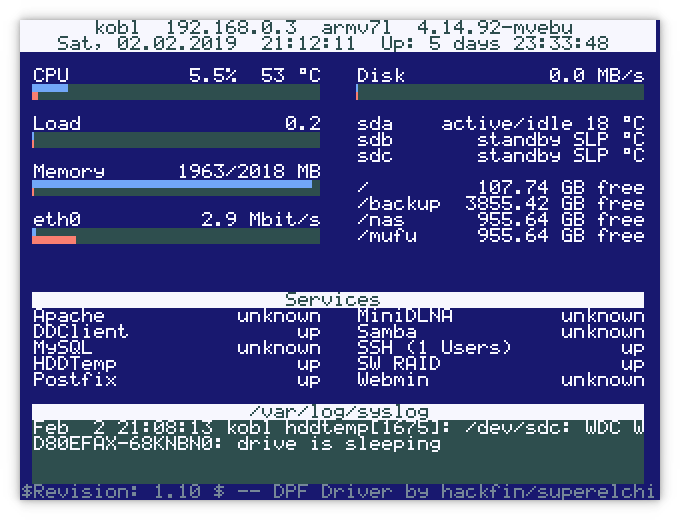 kobl 192.168.0.3 armv7l 4.14.92-mvebu
Sat, 02.02.2019 21:12:11 Up: 5 days 23:33:48
CPU 5.5% 53 °C
Load 0.2
Memory 1963/2018 MB
eth0 2.9 Mbit/s
Disk 0.0 MB/s
sda active/idle 18 °C
sdb standby SLP °C
sdc standby SLP °C
/ 107.74 GB free
/backup 3855.42 GB free
/nas 955.64 GB free
/mufu 955.64 GB free
Services
Apache unknown
DDClient up
MySQL unknown
HDDTemp up
Postfix up
MiniDLNA unknown
Samba unknown
SSH (1 Users) up
SW RAID up
Webmin unknown
/var/log/syslog
Feb 2 21:08:13 kobl hddtemp[1675]: /dev/sdc: WDC W
D80EFAX-68KNBN0: drive is sleeping
$Revision: 1.10 $ -- DPF Driver by hackfin/superelchi